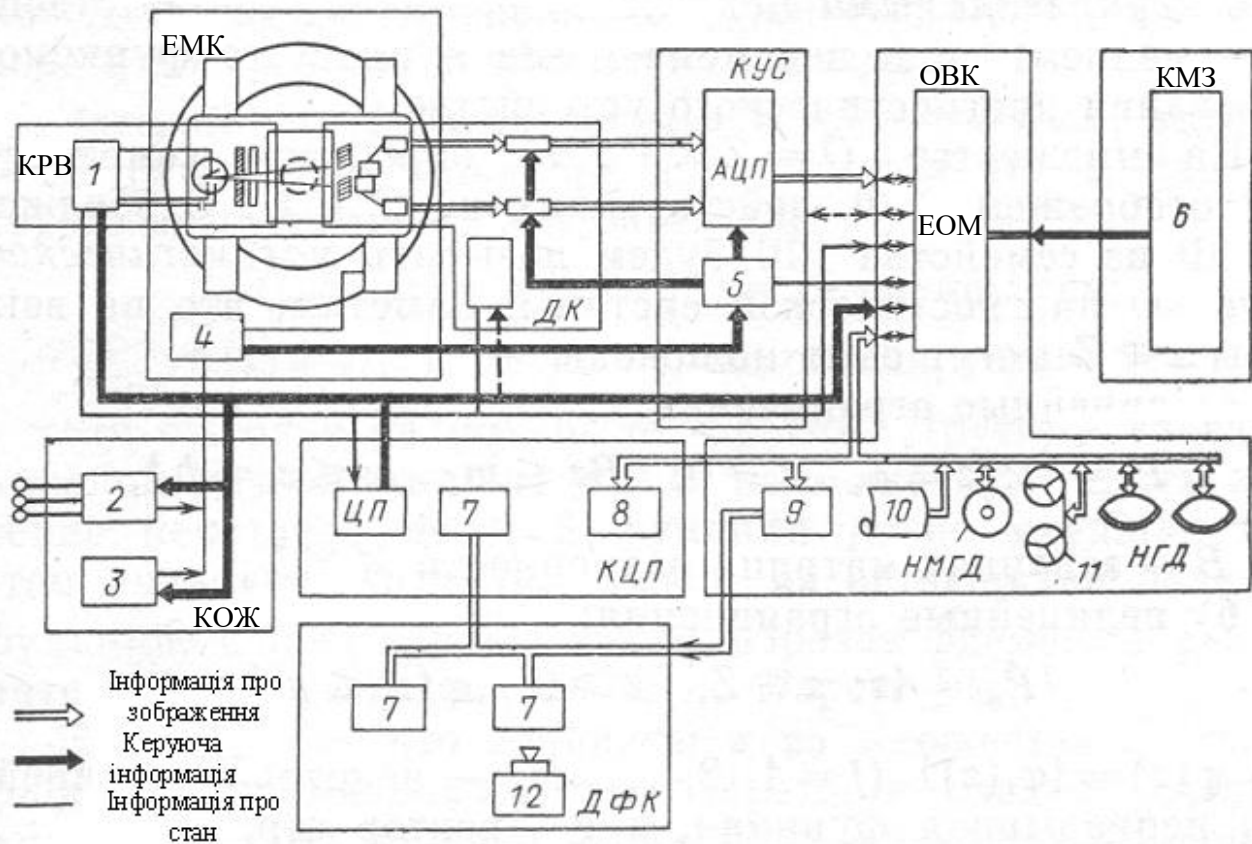 ЕМК
КУС
ОВК
КМЗ
КРВ
1
АЦП
ЕОМ
6
5
ДК
4
2
ЦП
7
8
9
10
НМГД
11
НГД
3
КЦП
КОЖ
Інформація про
зображення
Керуюча
інформація
Інформація про
стан
7
7
12
ДФК